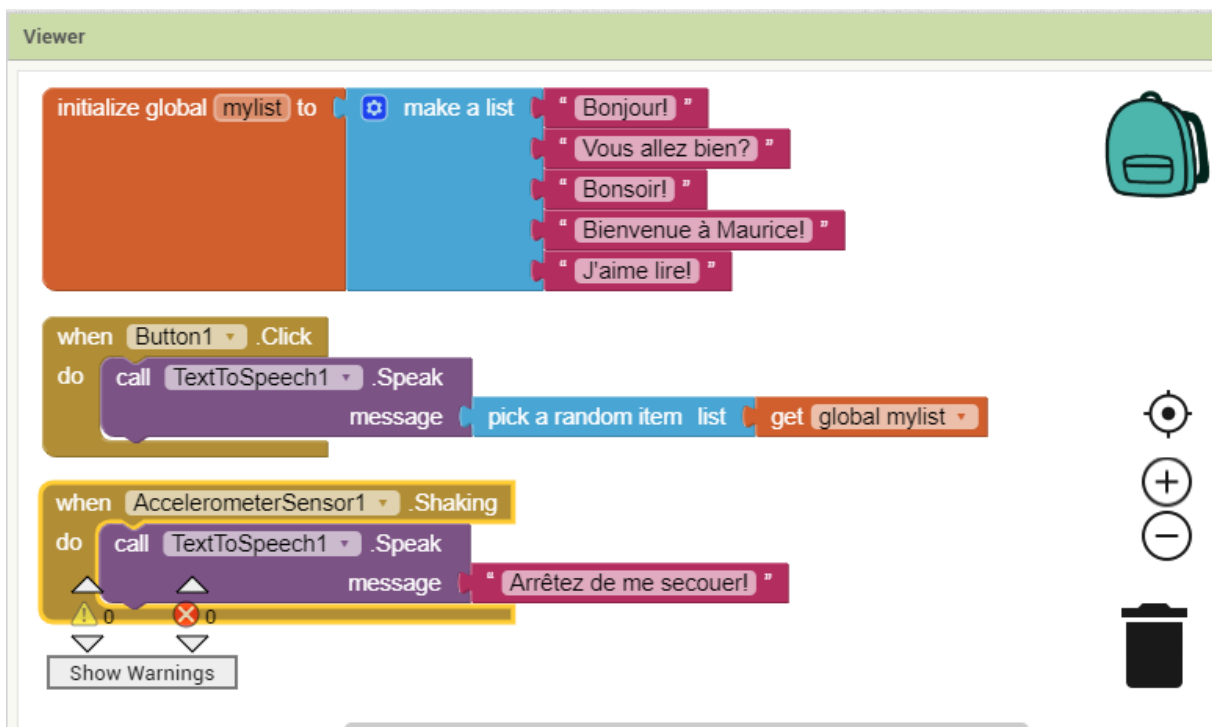 Viewer
initialize global mylist to make a list " Bonjour! "
" Vous allez bien? "
" Bonsoir! "
" Bienvenue à Maurice! "
" J'aime lire! "
when Button1 .Click
do call TextToSpeech1 .Speak
message pick a random item list get global mylist
when AccelerometerSensor1 .Shaking
do call TextToSpeech1 .Speak
message " Arrêtez de me secouer! "
0 0
Show Warnings